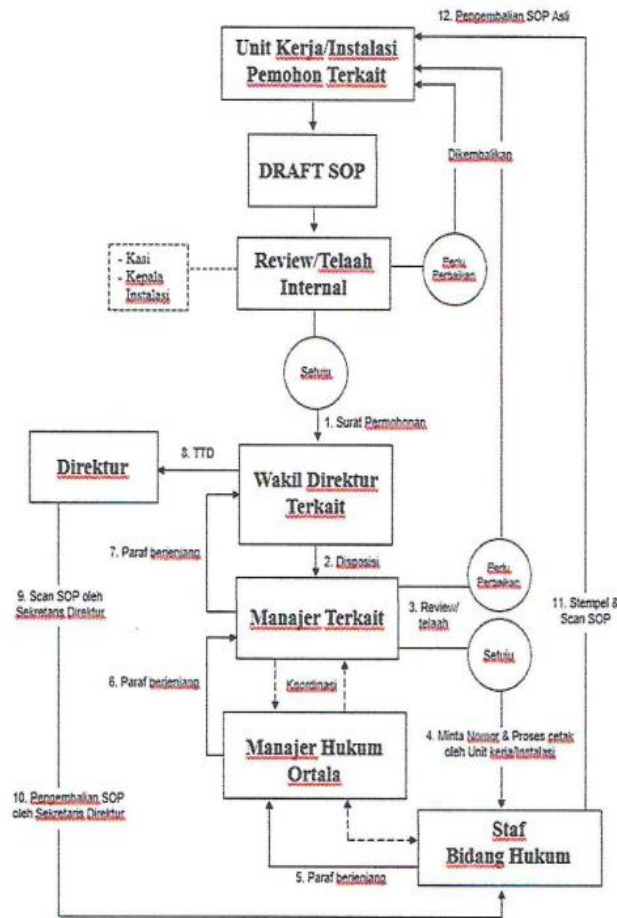 12. Pengembalian SOP Asli
Unit Kerja/Instalasi
Pemohon Terkait
Dikembalikan
DRAFT SOP
- Kasi
- Kepala
Instalasi
Review/Telaah
Internal
Perlu
Perbaikan
Setuju
1. Surat Permohonan
Direktur
8. TTD
Wakil Direktur
Terkait
7. Paraf berjenjang
2. Disposisi
Perlu
Perbaikan
9. Scan SOP oleh
Sekretaris Direktur
Manajer Terkait
3. Review/
telaah
11. Stempel &
Scan SOP
Setuju
6. Paraf berjenjang
Koordinasi
4. Minta Nomor & Proses cetak
oleh Unit kerja/Instalasi
Manajer Hukum
Ortala
10. Pengembalian SOP
oleh Sekretaris Direktur
Staf
Bidang Hukum
5. Paraf berjenjang